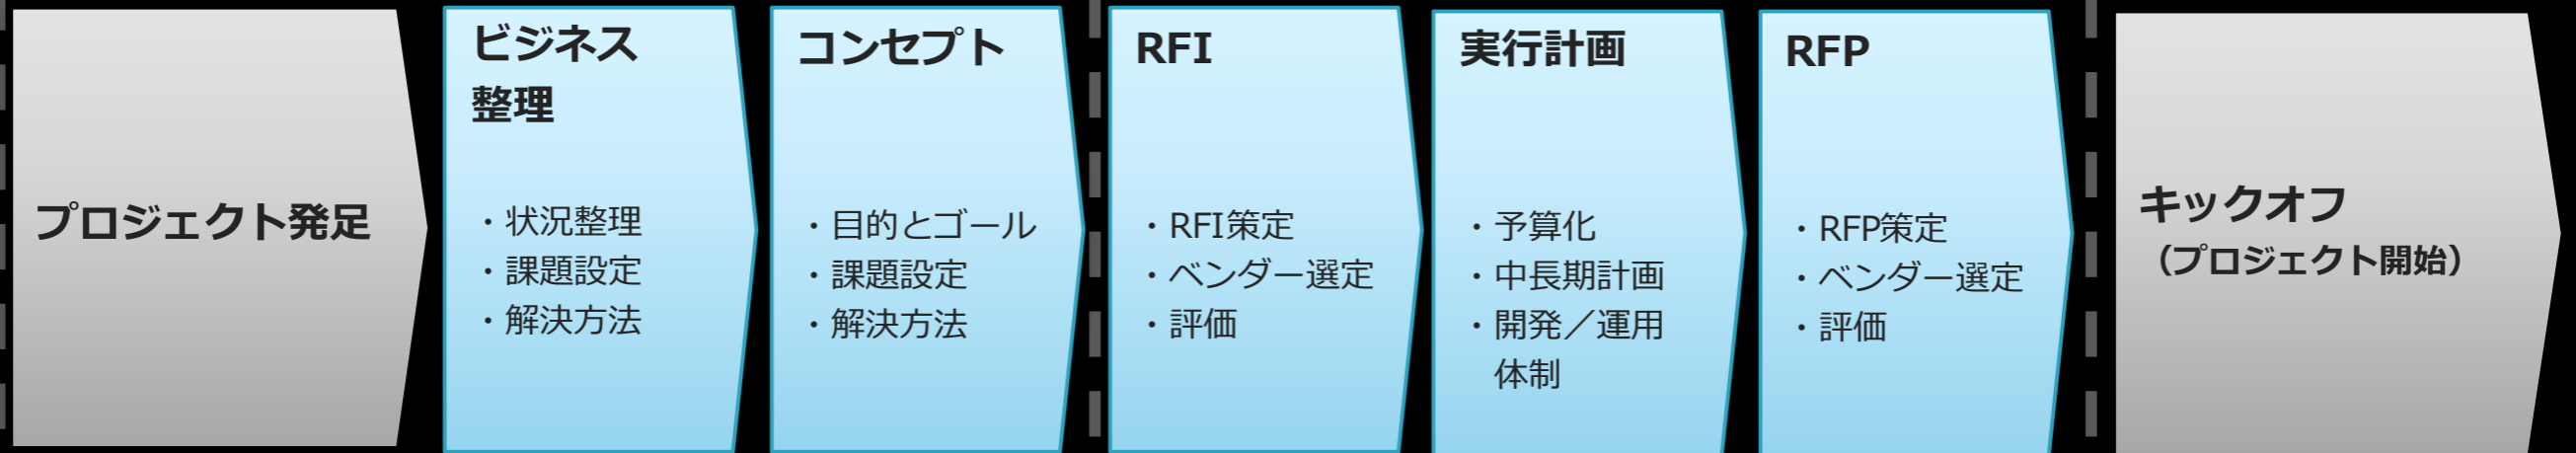 プロジェクト発足
ビジネス
整理
・状況整理
・課題設定
・解決方法
コンセプト
・目的とゴール
・課題設定
・解決方法
RFI
・RFI策定
・ベンダー選定
・評価
実行計画
・予算化
・中長期計画
・開発／運用
体制
RFP
・RFP策定
・ベンダー選定
・評価
キックオフ
（プロジェクト開始）